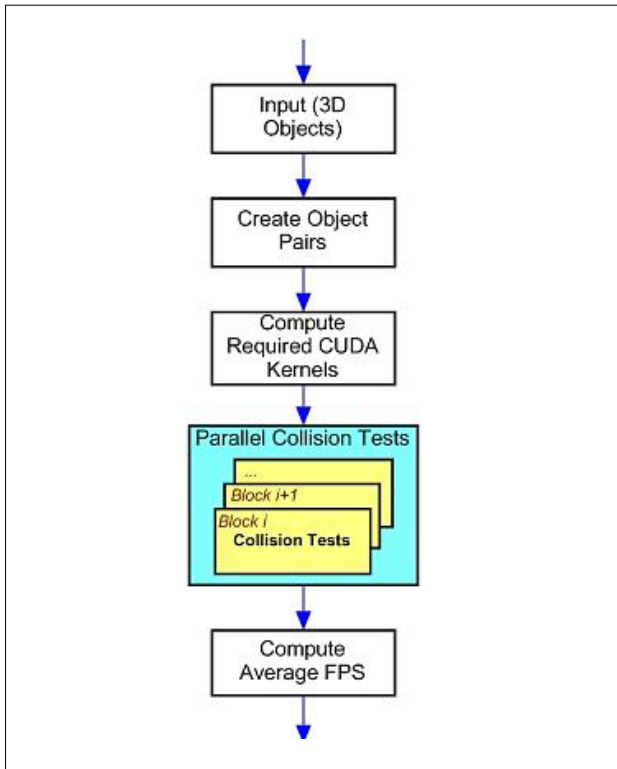 Input (3D
Objects)
Create Object
Pairs
Compute
Required CUDA
Kernels
Parallel Collision Tests
...
Block i+1
Block i
Collision Tests
Compute
Average FPS